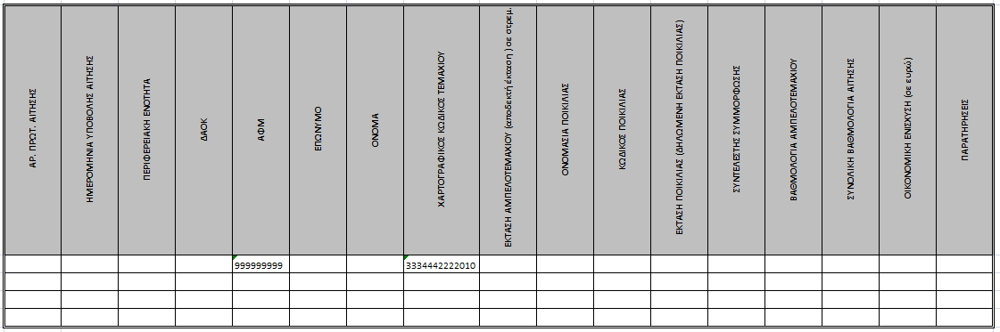 ΑΡ. ΠΡΩΤ. ΑΙΤΗΣΗΣ
ΗΜΕΡΟΜΗΝΙΑ ΥΠΟΒΟΛΗΣ ΑΙΤΗΣΗΣ
ΠΕΡΙΦΕΡΕΙΑΚΗ ΕΝΟΤΗΤΑ
ΔΑΟΚ
ΑΦΜ
ΕΠΩΝΥΜΟ
ΟΝΟΜΑ
ΧΑΡΤΟΓΡΑΦΙΚΟΣ ΚΩΔΙΚΟΣ ΤΕΜΑΧΙΟΥ
ΕΚΤΑΣΗ ΑΜΠΕΛΟΤΕΜΑΧΙΟΥ (αποδεκτή έκταση ) σε στρεμ.
ΟΝΟΜΑΣΙΑ ΠΟΙΚΙΛΙΑΣ
ΚΩΔΙΚΟΣ ΠΟΙΚΙΛΙΑΣ
ΕΚΤΑΣΗ ΠΟΙΚΙΛΙΑΣ (ΔΗΛΩΜΕΝΗ ΕΚΤΑΣΗ ΠΟΙΚΙΛΙΑΣ)
ΣΥΝΤΕΛΕΣΤΗΣ ΣΥΜΜΟΡΦΩΣΗΣ
ΒΑΘΜΟΛΟΓΙΑ ΑΜΠΕΛΟΤΕΜΑΧΙΟΥ
ΣΥΝΟΛΙΚΗ ΒΑΘΜΟΛΟΓΙΑ ΑΙΤΗΣΗΣ
ΟΙΚΟΝΟΜΙΚΗ ΕΝΙΣΧΥΣΗ (σε ευρώ)
ΠΑΡΑΤΗΡΗΣΕΙΣ
999999999
3334442222010